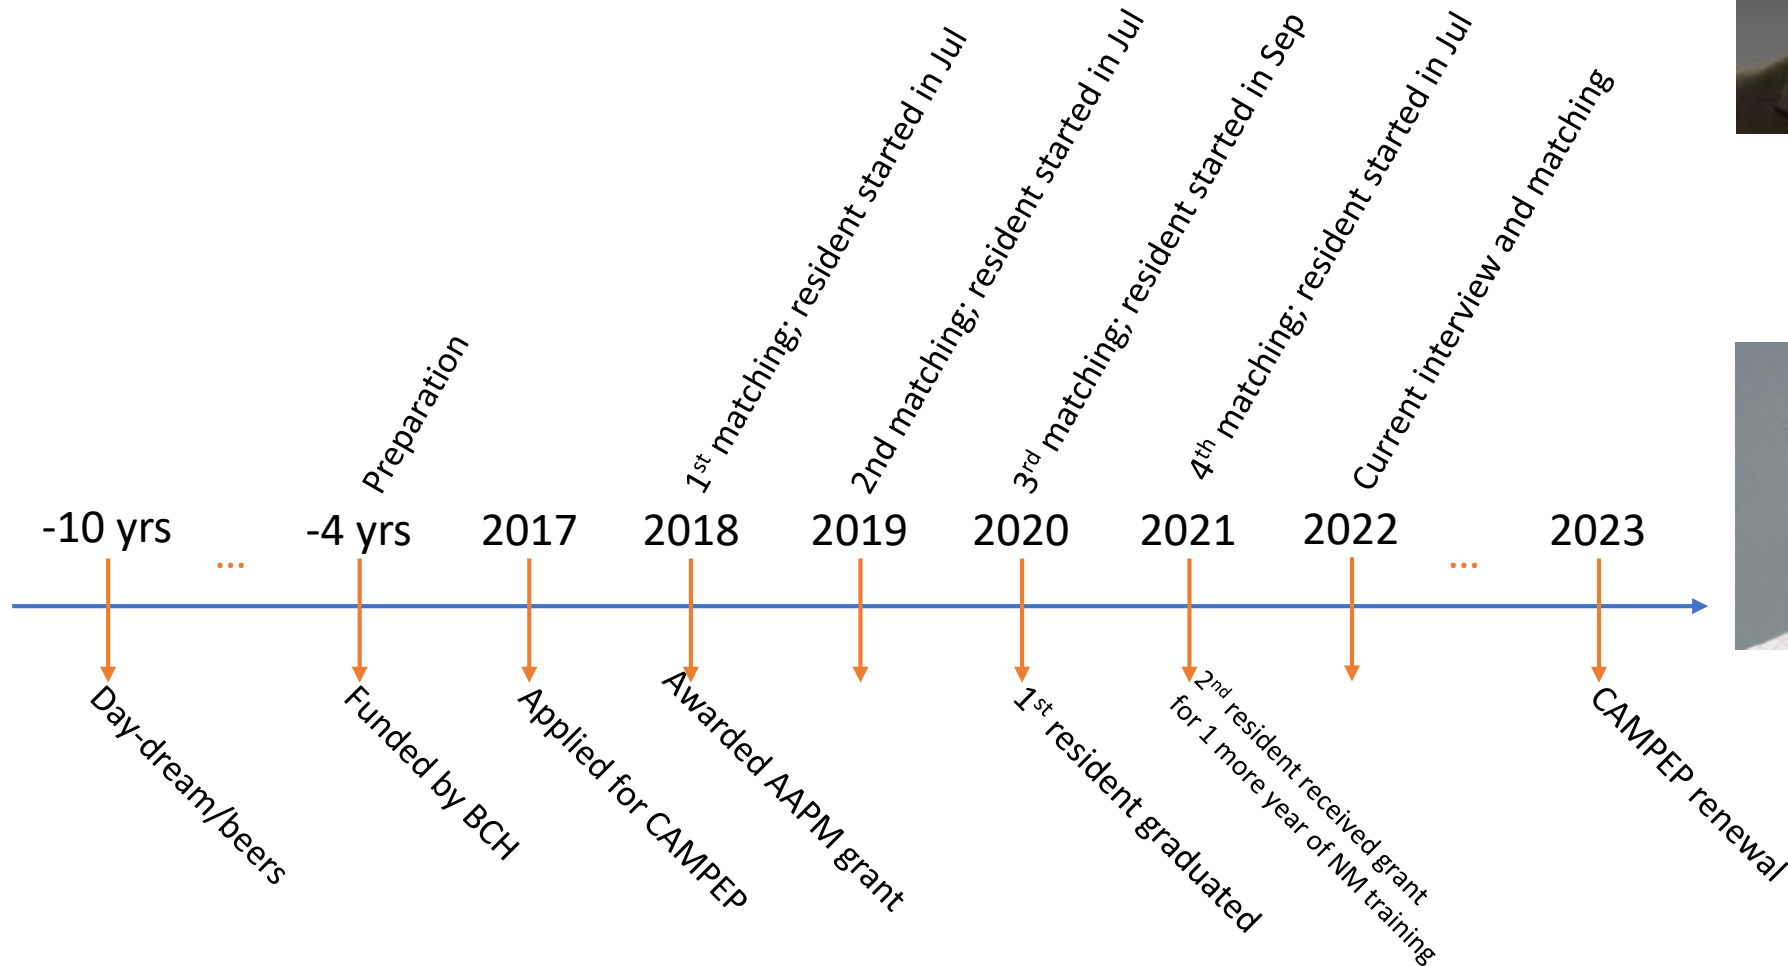 Preparation
1st matching; resident started in Jul
2nd matching; resident started in Jul
3rd matching; resident started in Sep
4th matching; resident started in Jul
Current interview and matching
-10 yrs
...
-4 yrs
2017
2018
2019
2020
2021
2022
...
2023
Day-dream/beers
Funded by BCH
Applied for CAMPEP
Awarded AAPM grant
1st resident graduated
2nd resident received grant
for 1 more year of NM training
CAMPEP renewal